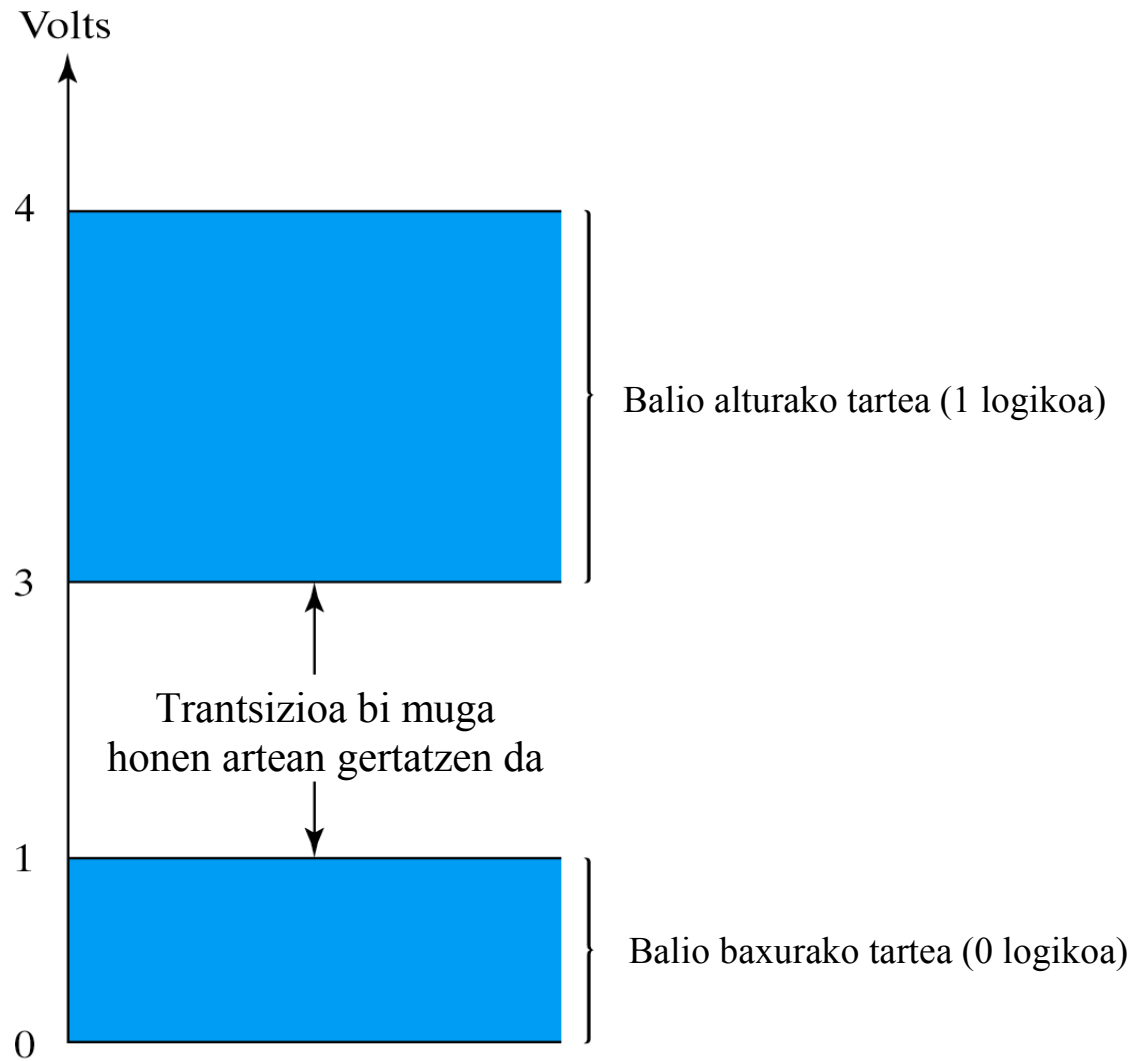 Volts
4
Balio alturako tartea (1 logikoa)
3
Trantsizioa bi muga
honen artean gertatzen da
1
Balio baxurako tartea (0 logikoa)
0